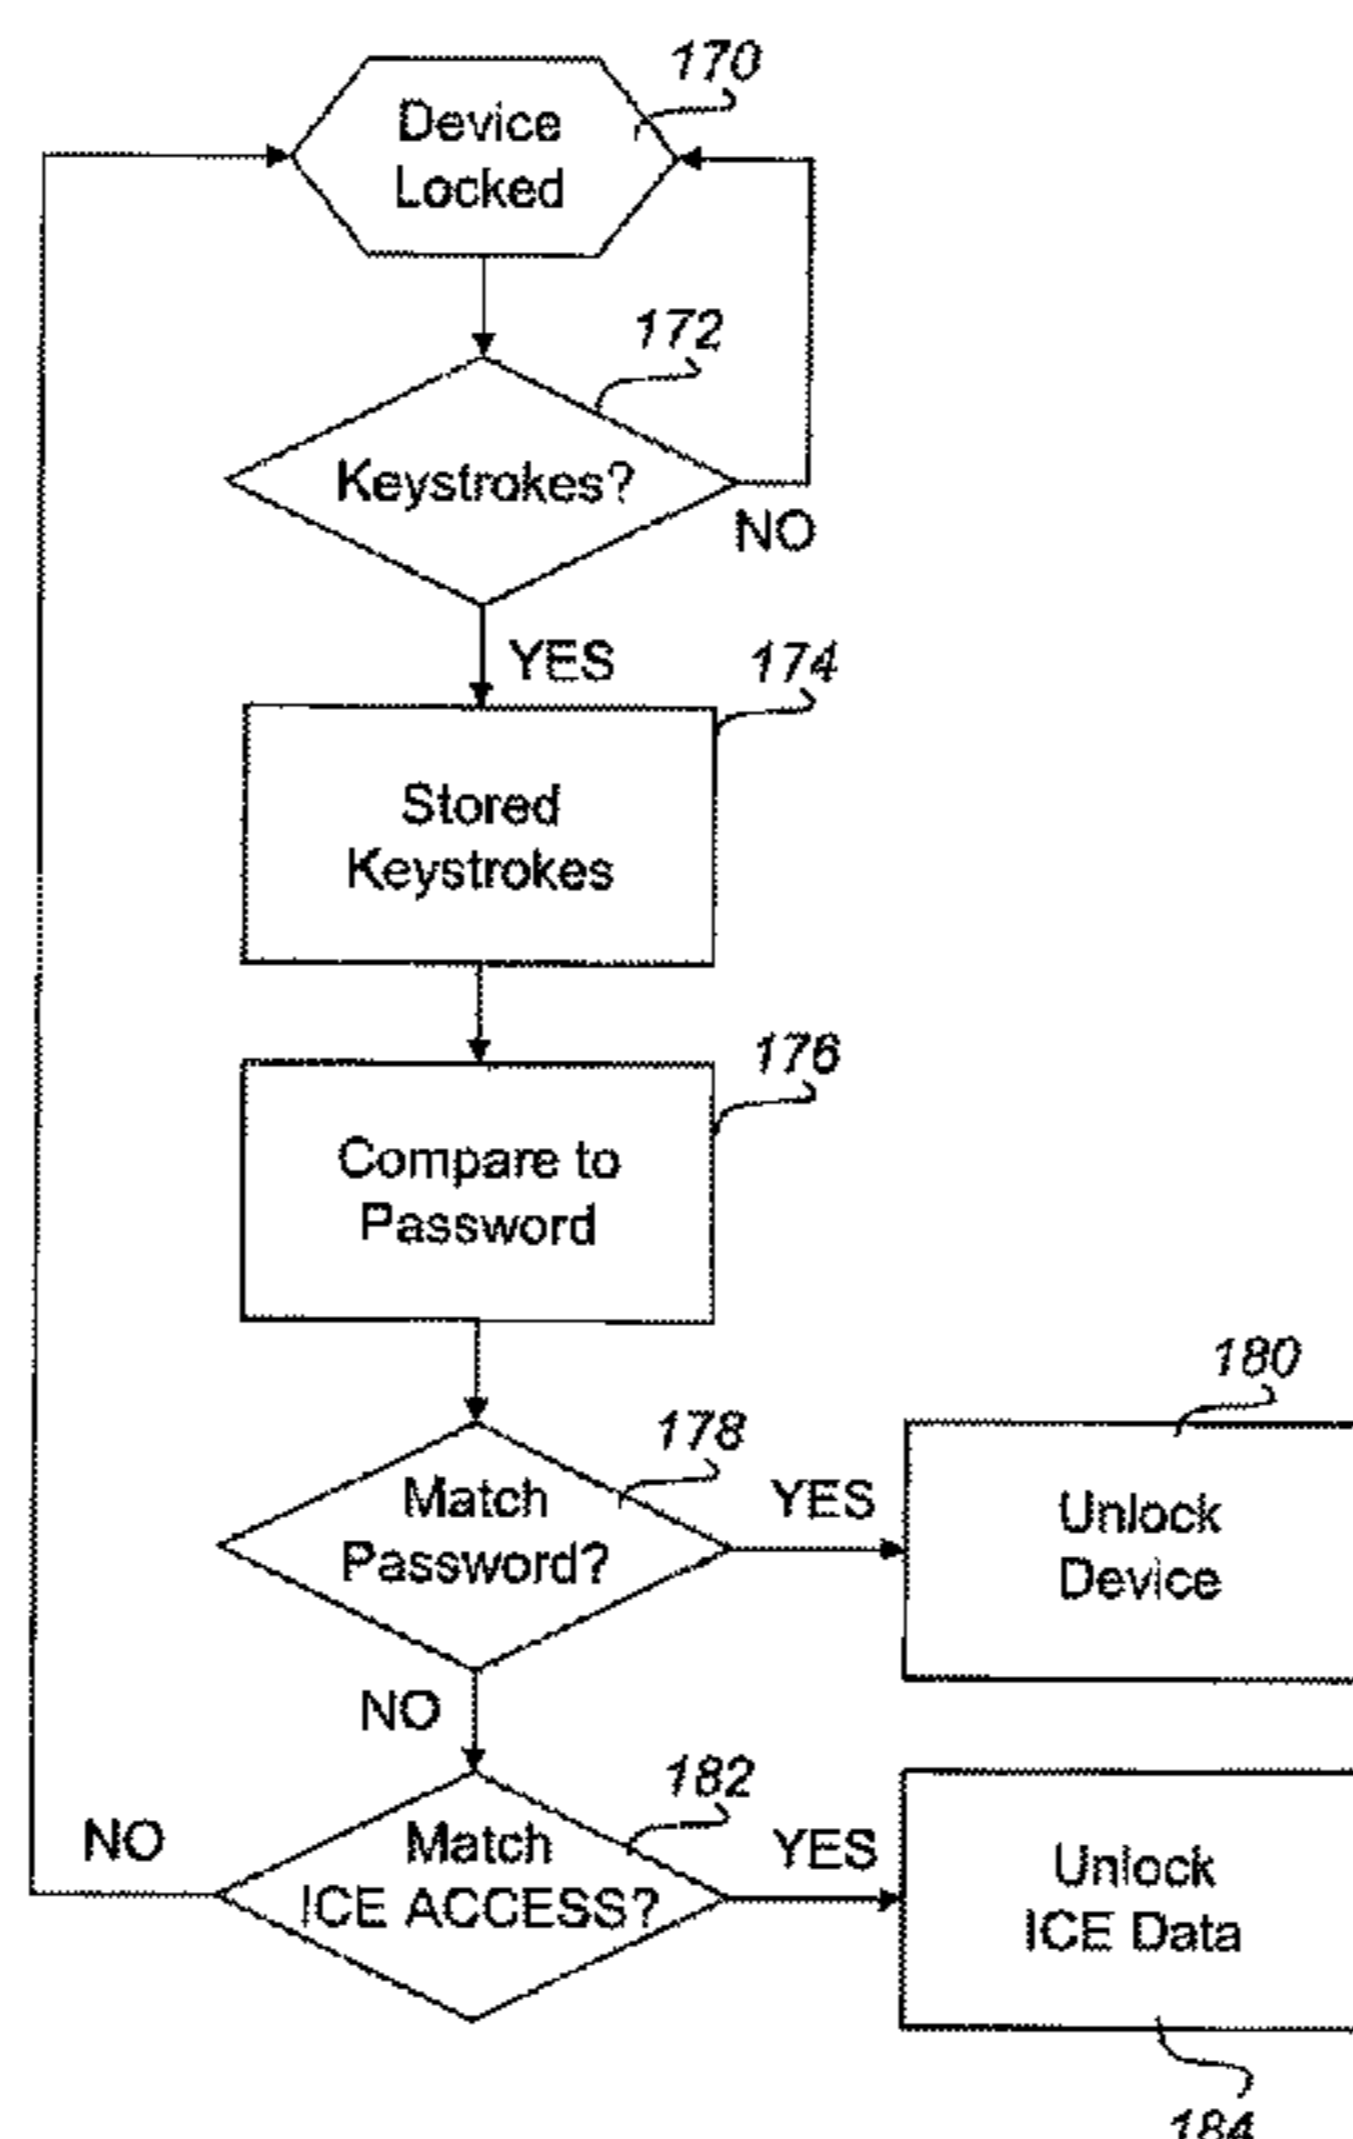 170
Device
Locked
172
Keystrokes?
NO
YES
174
Stored
Keystrokes
176
Compare to
Password
178
Match
Password?
YES
180
Unlock
Device
NO
182
Match
ICE ACCESS?
NO
YES
Unlock
ICE Data
184